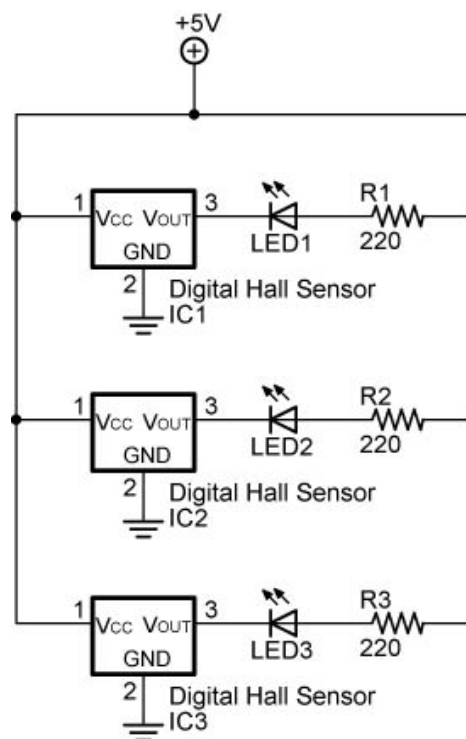 +5V
1 VCC VOUT 3 LED1 R1 220
GND
2 Digital Hall Sensor
IC1
1 VCC VOUT 3 LED2 R2 220
GND
2 Digital Hall Sensor
IC2
1 VCC VOUT 3 LED3 R3 220
GND
2 Digital Hall Sensor
IC3